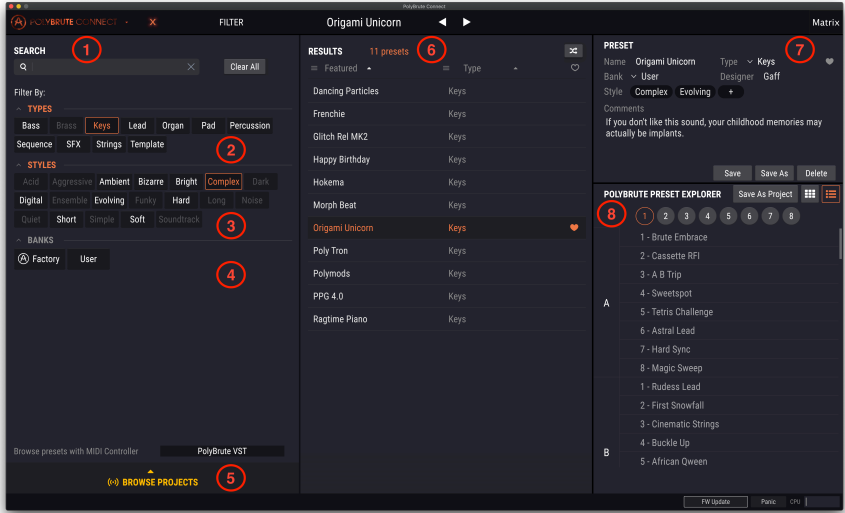 PolyBrute Connect
POLYBRUTE CONNECT
X
FILTER
Origami Unicorn
Matrix
SEARCH
1
Clear All
Filter By:
TYPES
Bass Brass Keys Lead Organ Pad Percussion
Sequence SFX Strings Template
2
STYLES
Acid Aggressive Ambient Bizarre Bright Complex Dark
Digital Ensemble Evolving Funky Hard Long Noise
Quiet Short Simple Soft Soundtrack
3
BANKS
Factory User
4
Browse presets with MIDI Controller PolyBrute VST
BROWSE PROJECTS
5
RESULTS 11 presets
6
Featured Type
Dancing Particles Keys
Frenchie Keys
Glitch Rel MK2 Keys
Happy Birthday Keys
Hokema Keys
Morph Beat Keys
Origami Unicorn Keys
Poly Tron Keys
Polymods Keys
PPG 4.0 Keys
Ragtime Piano Keys
PRESET
7
Name Origami Unicorn Type Keys
Bank User Designer Gaff
Style Complex Evolving +
Comments
If you don't like this sound, your childhood memories may
actually be implants.
Save Save As Delete
POLYBRUTE PRESET EXPLORER Save As Project
8
1 2 3 4 5 6 7 8
A
1 - Brute Embrace
2 - Cassette RFI
3 - A B Trip
4 - Sweetspot
5 - Tetris Challenge
6 - Astral Lead
7 - Hard Sync
8 - Magic Sweep
B
1 - Rudess Lead
2 - First Snowfall
3 - Cinematic Strings
4 - Buckle Up
5 - African Qween
FW Update Panic CPU